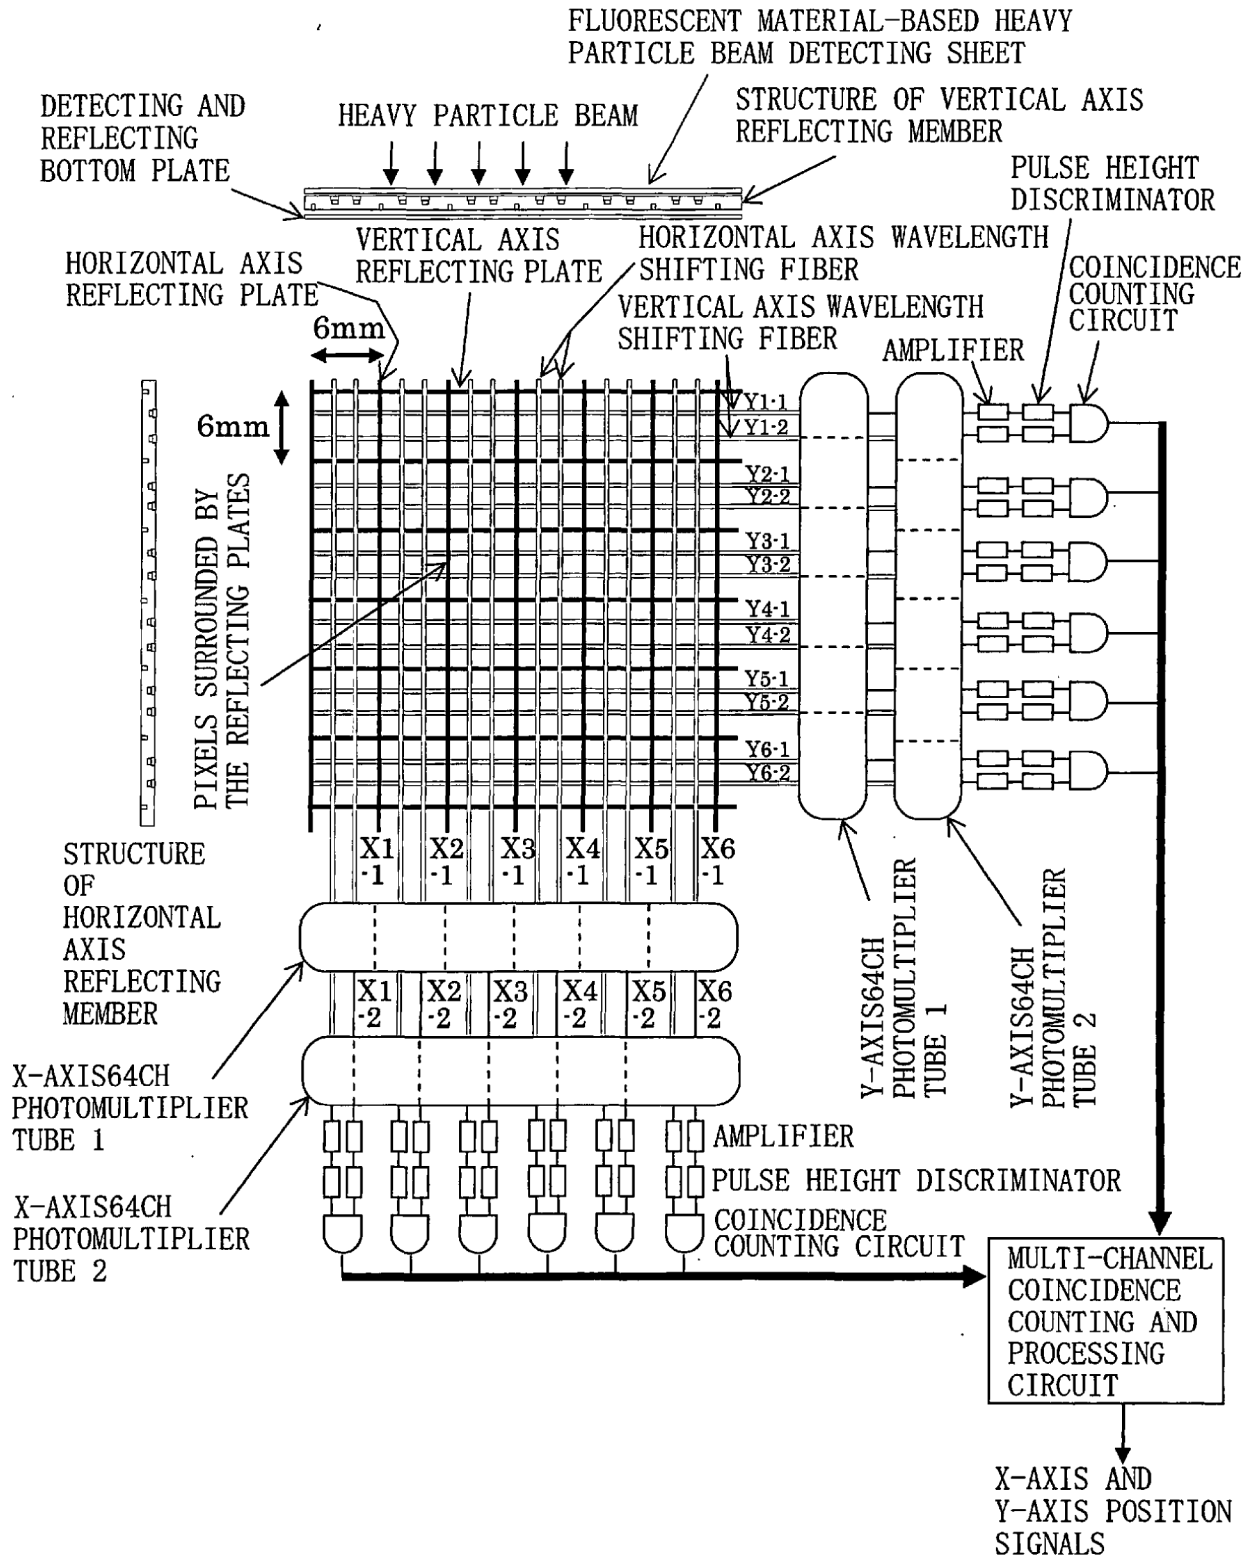 FLUORESCENT MATERIAL-BASED HEAVY
PARTICLE BEAM DETECTING SHEET
DETECTING AND
REFLECTING
BOTTOM PLATE
HEAVY PARTICLE BEAM
STRUCTURE OF VERTICAL AXIS
REFLECTING MEMBER
PULSE HEIGHT
DISCRIMINATOR
HORIZONTAL AXIS
REFLECTING PLATE
VERTICAL AXIS
REFLECTING PLATE
HORIZONTAL AXIS WAVELENGTH
SHIFTING FIBER
COINCIDENCE
COUNTING
CIRCUIT
VERTICAL AXIS WAVELENGTH
SHIFTING FIBER
AMPLIFIER
6mm
6mm
Y1-1
Y1-2
Y2-1
Y2-2
Y3-1
Y3-2
Y4-1
Y4-2
Y5-1
Y5-2
Y6-1
Y6-2
PIXELS SURROUNDED BY
THE REFLECTING PLATES
STRUCTURE
OF
HORIZONTAL
AXIS
REFLECTING
MEMBER
X1
-1
X2
-1
X3
-1
X4
-1
X5
-1
X6
-1
X1
-2
X2
-2
X3
-2
X4
-2
X5
-2
X6
-2
Y-AXIS64CH
PHOTOMULTIPLIER
TUBE 1
Y-AXIS64CH
PHOTOMULTIPLIER
TUBE 2
X-AXIS64CH
PHOTOMULTIPLIER
TUBE 1
X-AXIS64CH
PHOTOMULTIPLIER
TUBE 2
AMPLIFIER
PULSE HEIGHT DISCRIMINATOR
COINCIDENCE
COUNTING CIRCUIT
MULTI-CHANNEL
COINCIDENCE
COUNTING AND
PROCESSING
CIRCUIT
X-AXIS AND
Y-AXIS POSITION
SIGNALS